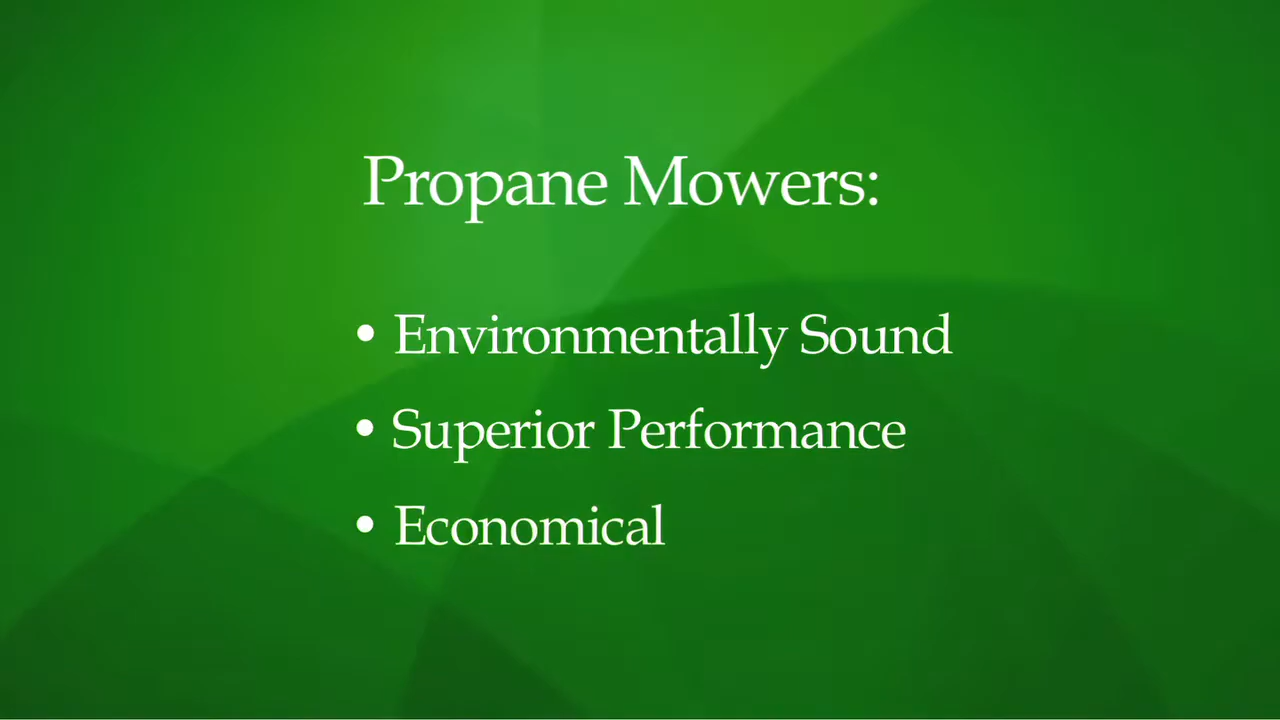 Propane Mowers:
• Environmentally Sound
• Superior Performance
• Economical